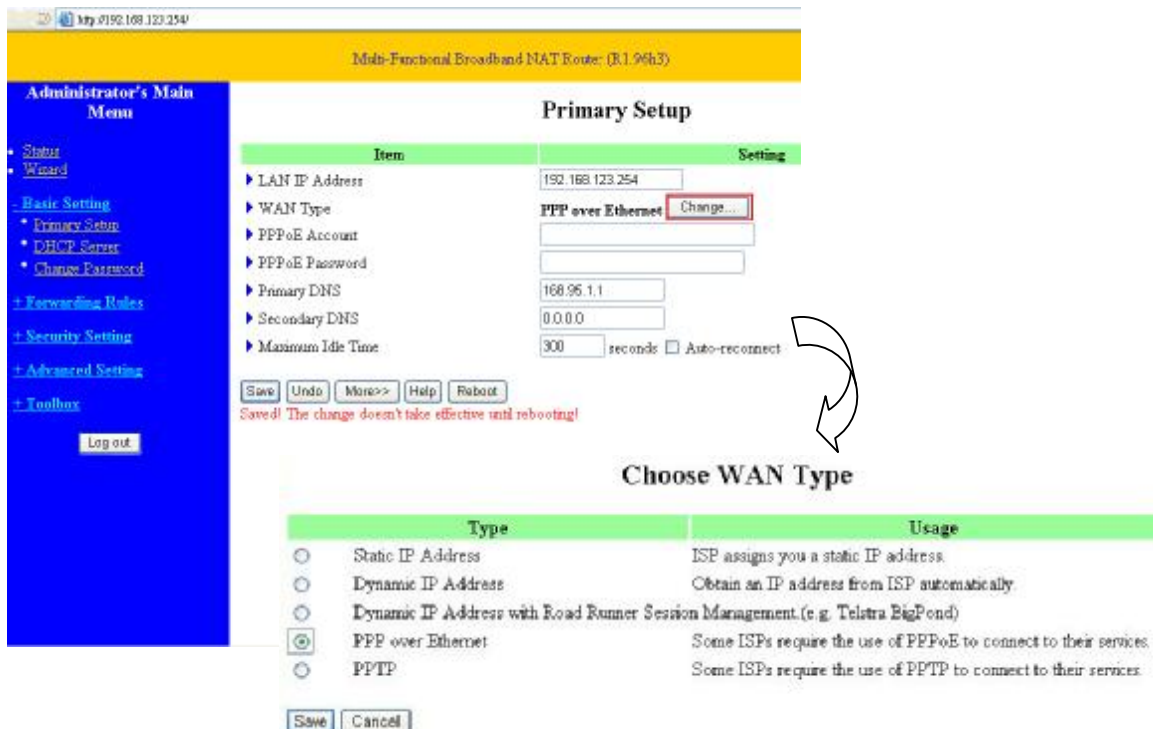 http://192.168.123.254/
Multi-Functional Broadband NAT Router (R1.96h3)
Administrator's Main
Menu
Status
Wizard
- Basic Setting
Primary Setup
DHCP Server
Change Password
+ Forwarding Rules
+ Security Setting
+ Advanced Setting
+ Toolbox
Log out
Primary Setup
Item Setting
LAN IP Address 192.168.123.254
WAN Type PPP over Ethernet Change...
PPPoE Account
PPPoE Password
Primary DNS 168.95.1.1
Secondary DNS 0.0.0.0
Maximum Idle Time 300 seconds Auto-reconnect
Save Undo More>> Help Reboot
Saved! The change doesn't take effective until rebooting!
Choose WAN Type
Type Usage
Static IP Address ISP assigns you a static IP address.
Dynamic IP Address Obtain an IP address from ISP automatically.
Dynamic IP Address with Road Runner Session Management.(e.g. Telstra BigPond)
PPP over Ethernet Some ISPs require the use of PPPoE to connect to their services.
PPTP Some ISPs require the use of PPTP to connect to their services.
Save Cancel